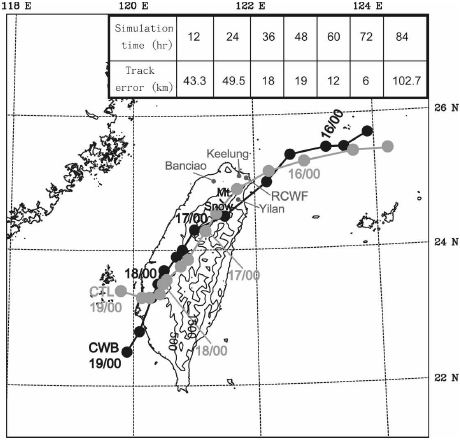 118 E
120 E
122 E
124 E
Simulation time (hr) 12 24 36 48 60 72 84
Track error (km) 43.3 49.5 18 19 12 6 102.7
26 N
16/00
Keelung
Banciao
16/00
RCWF
Mt.
Snow
Yilan
17/00
24 N
17/00
18/00
CTL
19/00
500
1500
18/00
CWB
19/00
22 N